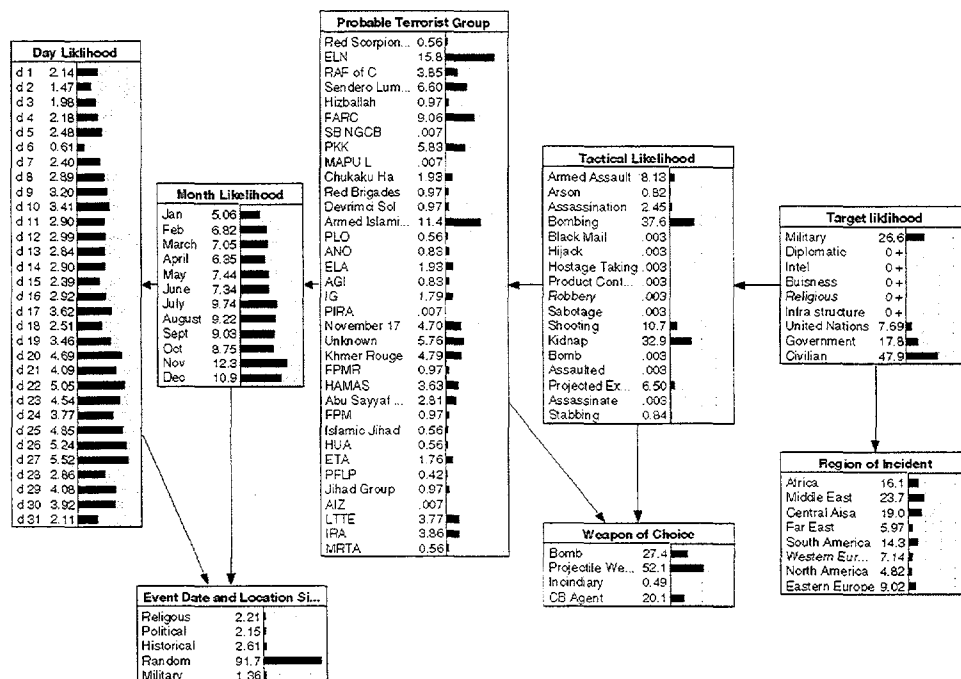 Day Liklihood
d 1 2.14
d 2 1.47
d 3 1.98
d 4 2.18
d 5 2.48
d 6 0.61
d 7 2.40
d 8 2.89
d 9 3.20
d 10 3.41
d 11 2.90
d 12 2.99
d 13 2.84
d 14 2.90
d 15 2.39
d 16 2.92
d 17 3.62
d 18 2.51
d 19 3.46
d 20 4.69
d 21 4.09
d 22 5.05
d 23 4.54
d 24 3.77
d 25 4.85
d 26 5.24
d 27 5.52
d 28 2.86
d 29 4.08
d 30 3.92
d 31 2.11
Month Likelihood
Jan 5.06
Feb 6.82
March 7.05
April 6.35
May 7.44
June 7.34
July 9.74
August 9.22
Sept 9.03
Oct 8.75
Nov 12.3
Dec 10.9
Event Date and Location Si...
Religous 2.21
Political 2.15
Historical 2.61
Random 91.7
Military 1.36
Probable Terrorist Group
Red Scorpion... 0.56
ELN 15.8
RAF of C 3.85
Sendero Lum... 6.60
Hizballah 0.97
FARC 9.06
SB NGCB .007
PKK 5.83
MAPU L .007
Chukaku Ha 1.93
Red Brigades 0.97
Devrimci Sol 0.97
Armed Islami... 11.4
PLO 0.56
ANO 0.83
ELA 1.93
AGI 0.83
IG 1.79
PIRA .007
November 17 4.70
Unknown 5.76
Khmer Rouge 4.79
FPMR 0.97
HAMAS 3.63
Abu Sayyaf ... 2.81
FPM 0.97
Islamic Jihad 0.56
HUA 0.56
ETA 1.76
PFLP 0.42
Jihad Group 0.97
AIZ .007
LTTE 3.77
IRA 3.86
MRTA 0.56
Tactical Likelihood
Armed Assault 8.13
Arson 0.82
Assassination 2.45
Bombing 37.6
Black Mail .003
Hijack .003
Hostage Taking .003
Product Cont... .003
Robbery .003
Sabotage .003
Shooting 10.7
Kidnap 32.9
Bomb .003
Assaulted .003
Projected Ex... 6.50
Assassinate .003
Stabbing 0.84
Weapon of Choice
Bomb 27.4
Projectile We... 52.1
Incindiary 0.49
CB Agent 20.1
Target liklihood
Military 26.6
Diplomatic 0 +
Intel 0 +
Buisness 0 +
Religious 0 +
Infra structure 0 +
United Nations 7.69
Government 17.8
Civilian 47.9
Region of Incident
Africa 16.1
Middle East 23.7
Central Aisa 19.0
Far East 5.97
South America 14.3
Western Eur... 7.14
North America 4.82
Eastern Europe 9.02